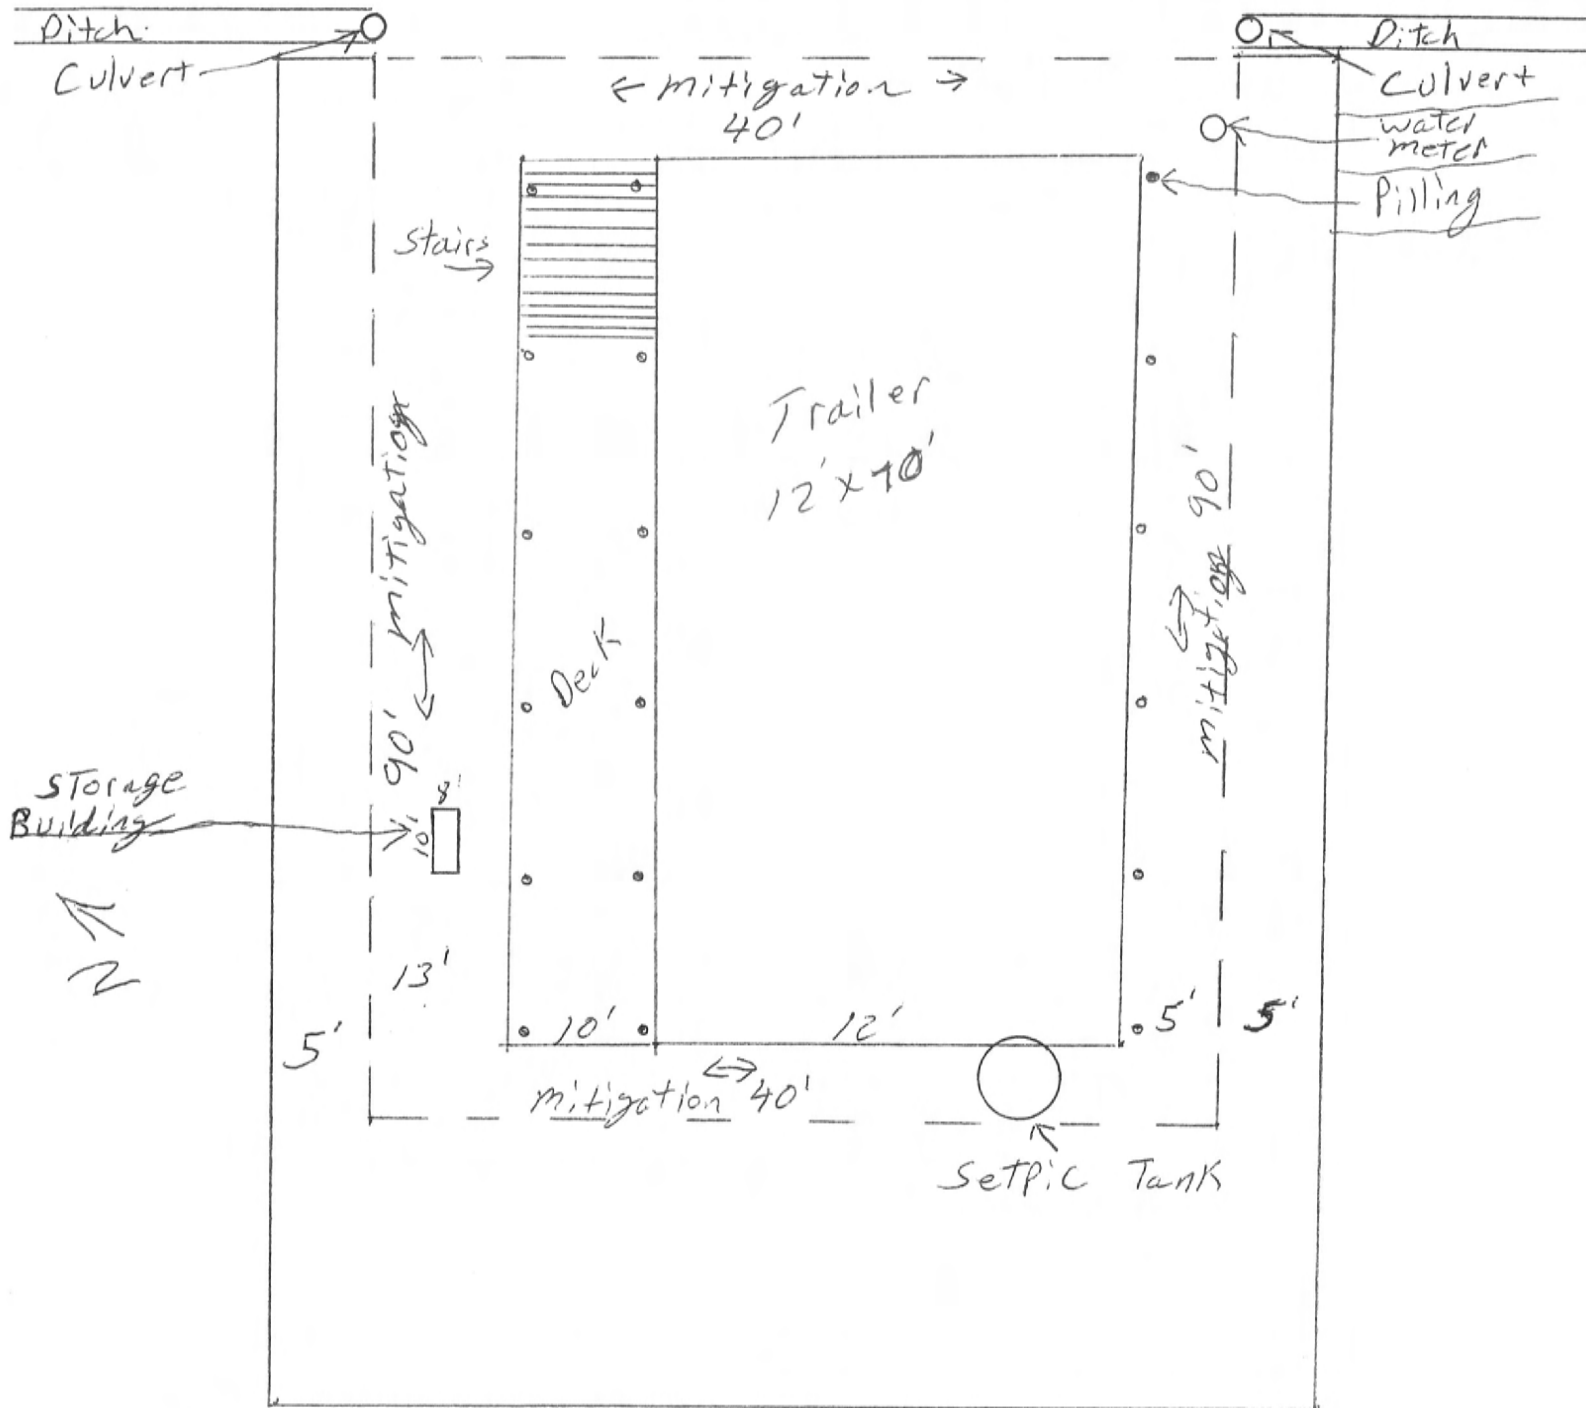 Ditch
Ditch
Culvert
Culvert
mitigation
40'
water
meter
Pilling
Stairs
Trailer
12' x 70'
mitigation
90'
mitigation 90'
Deck
Storage
Building
8'
10'
N
13'
5'
10'
12'
5'
5'
mitigation 40'
Setpic Tank